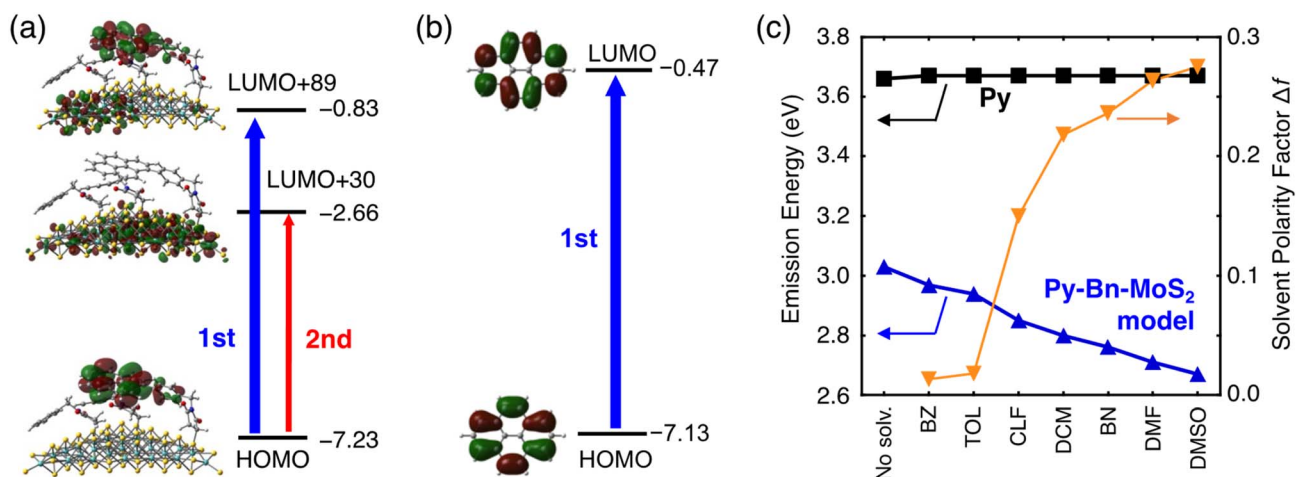 (a)
LUMO+89
−0.83
LUMO+30
−2.66
1st
2nd
−7.23
HOMO
(b)
LUMO
−0.47
1st
−7.13
HOMO
(c)
3.8
3.6
3.4
3.2
3.0
2.8
2.6
Emission Energy (eV)
Py
Py-Bn-MoS₂
model
0.3
0.2
0.1
0.0
Solvent Polarity Factor Δf
No solv.
BZ
TOL
CLF
DCM
BN
DMF
DMSO